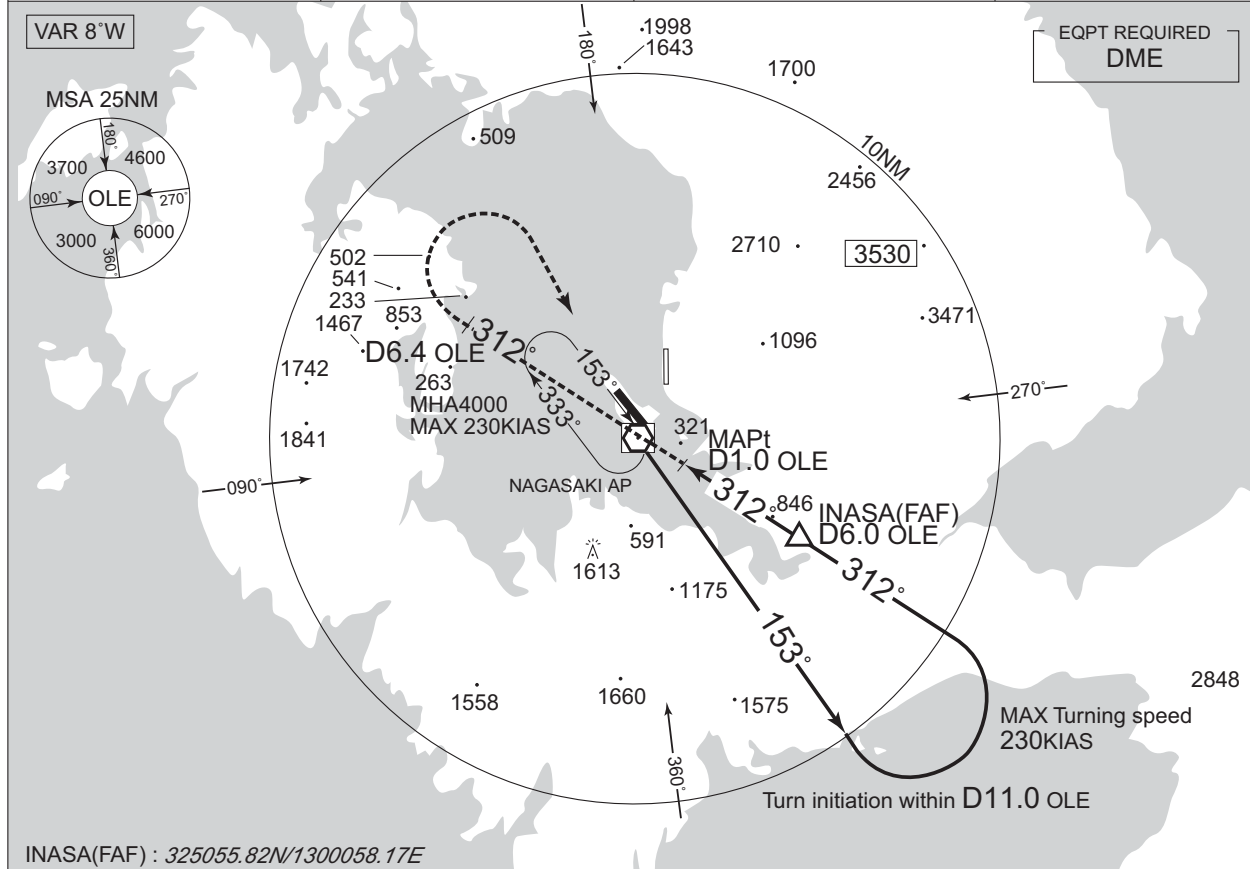 VAR 8°W
EQPT REQUIRED
DME
MSA 25NM
180°
3700
4600
090°
OLE
270°
3000
6000
360°
180°
1998
1643
1700
509
10NM
2456
2710
3530
502
541
233
853
1467
3471
312°
D6.4 OLE
153°
1096
1742
263
333°
MHA4000
MAX 230KIAS
270°
1841
321
MAPt
D1.0 OLE
090°
NAGASAKI AP
312°
846
INASA(FAF)
D6.0 OLE
591
1613
312°
1175
153°
1558
1660
1575
2848
MAX Turning speed
230KIAS
360°
Turn initiation within D11.0 OLE
INASA(FAF) : 325055.82N/1300058.17E